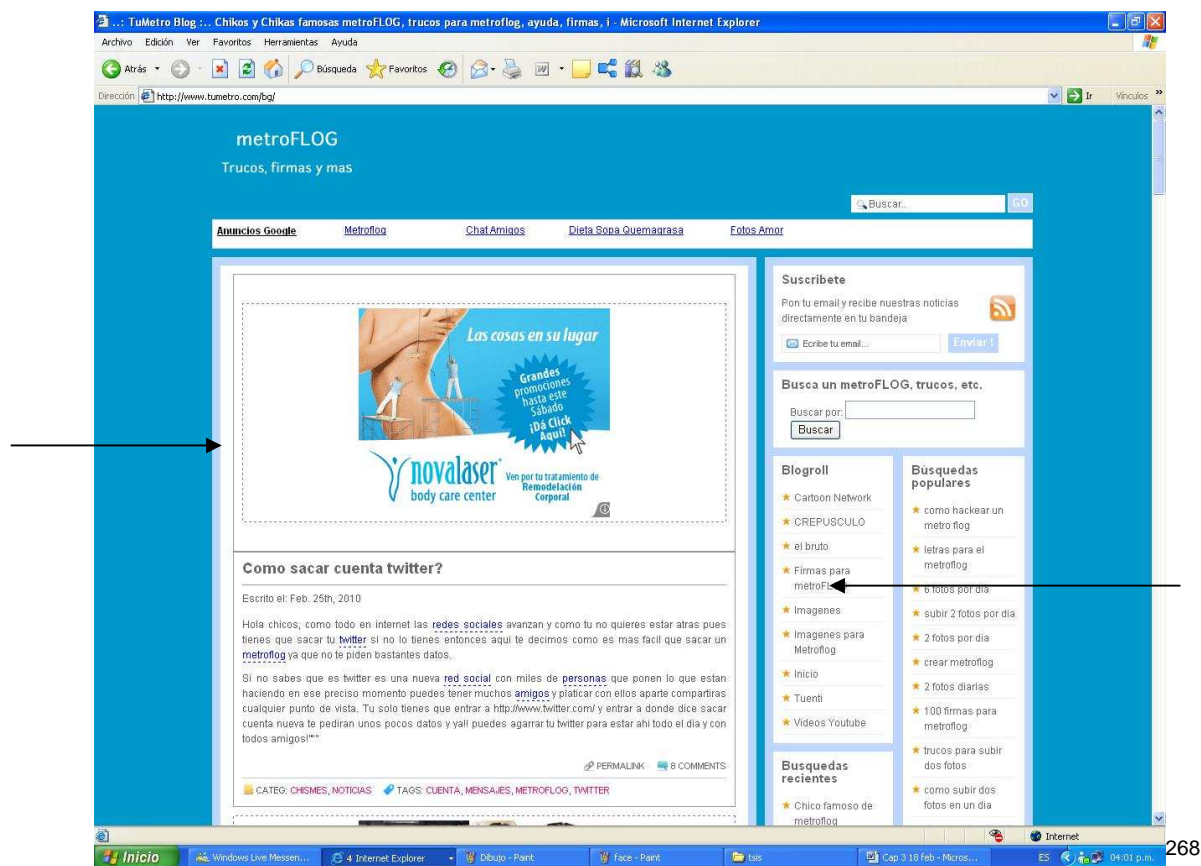 ..: TuMetro Blog :.. Chikos y Chikas famosas metroFLOG, trucos para metroflog, ayuda, firmas, i - Microsoft Internet Explorer
Archivo Edición Ver Favoritos Herramientas Ayuda
Atrás Búsqueda Favoritos
Dirección http://www.tumetro.com/bg/ Ir Vínculos »
metroFLOG
Trucos, firmas y mas
Buscar.. GO
Anuncios Google Metroflog Chat Amigos Dieta Sopa Quemagrasa Fotos Amor
Las cosas en su lugar
Grandes
promociones
hasta este
Sábado
¡Dá Click
Aquí!
novalaser
body care center
Ven por tu tratamiento de
Remodelación
Corporal
Como sacar cuenta twitter?
Escrito el: Feb. 25th, 2010
Hola chicos, como todo en internet las redes sociales avanzan y como tu no quieres estar atras pues
tienes que sacar tu twitter si no lo tienes entonces aqui te decimos como es mas facil que sacar un
metroflog ya que no te piden bastantes datos,
Si no sabes que es twitter es una nueva red social con miles de personas que ponen lo que estan
haciendo en ese preciso momento puedes tener muchos amigos y platicar con ellos aparte compartiras
cualquier punto de vista. Tu solo tienes que entrar a http://www.twitter.com/ y entrar a donde dice sacar
cuenta nueva te pediran unos pocos datos y ya!! puedes agarrar tu twitter para estar ahi todo el dia y con
todos amigos!"""
PERMALINK 8 COMMENTS
CATEG: CHISMES, NOTICIAS TAGS: CUENTA, MENSAJES, METROFLOG, TWITTER
Suscribete
Pon tu email y recibe nuestras noticias
directamente en tu bandeja
Ecribe tu email... Enviar !
Busca un metroFLOG, trucos, etc.
Buscar por:
Buscar
Blogroll
Cartoon Network
CREPUSCULO
el bruto
Firmas para
metroFL
Imagenes
Imagenes para
Metroflog
Inicio
Tuenti
Videos Youtube
Busquedas
recientes
Chico famoso de
metroflog
Búsquedas
populares
como hackear un
metro flog
letras para el
metroflog
6 fotos por dia
subir 2 fotos por dia
2 fotos por dia
crear metroflog
2 fotos diarias
100 firmas para
metroflog
trucos para subir
dos fotos
como subir dos
fotos en un dia
Internet
268
Inicio Windows Live Messen... 4 Internet Explorer Dibujo - Paint face - Paint tsis Cap 3 18 feb - Micros... ES 04:01 p.m.